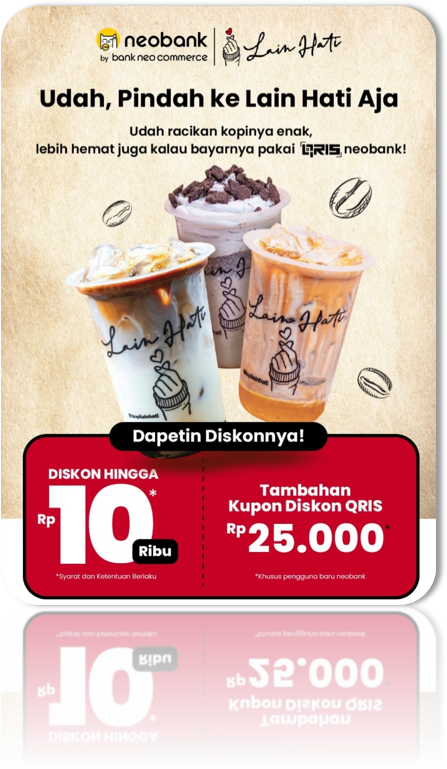 neobank
by bank neo commerce
Lain Hati
Udah, Pindah ke Lain Hati Aja
Udah racikan kopinya enak,
lebih hemat juga kalau bayarnya pakai QRIS neobank!
Lain Hati
Lain Hati
Lain Hati
Dapetin Diskonnya!
DISKON HINGGA
Rp 10* Ribu
*Syarat dan Ketentuan Berlaku
Tambahan
Kupon Diskon QRIS
Rp 25.000*
*Khusus pengguna baru neobank